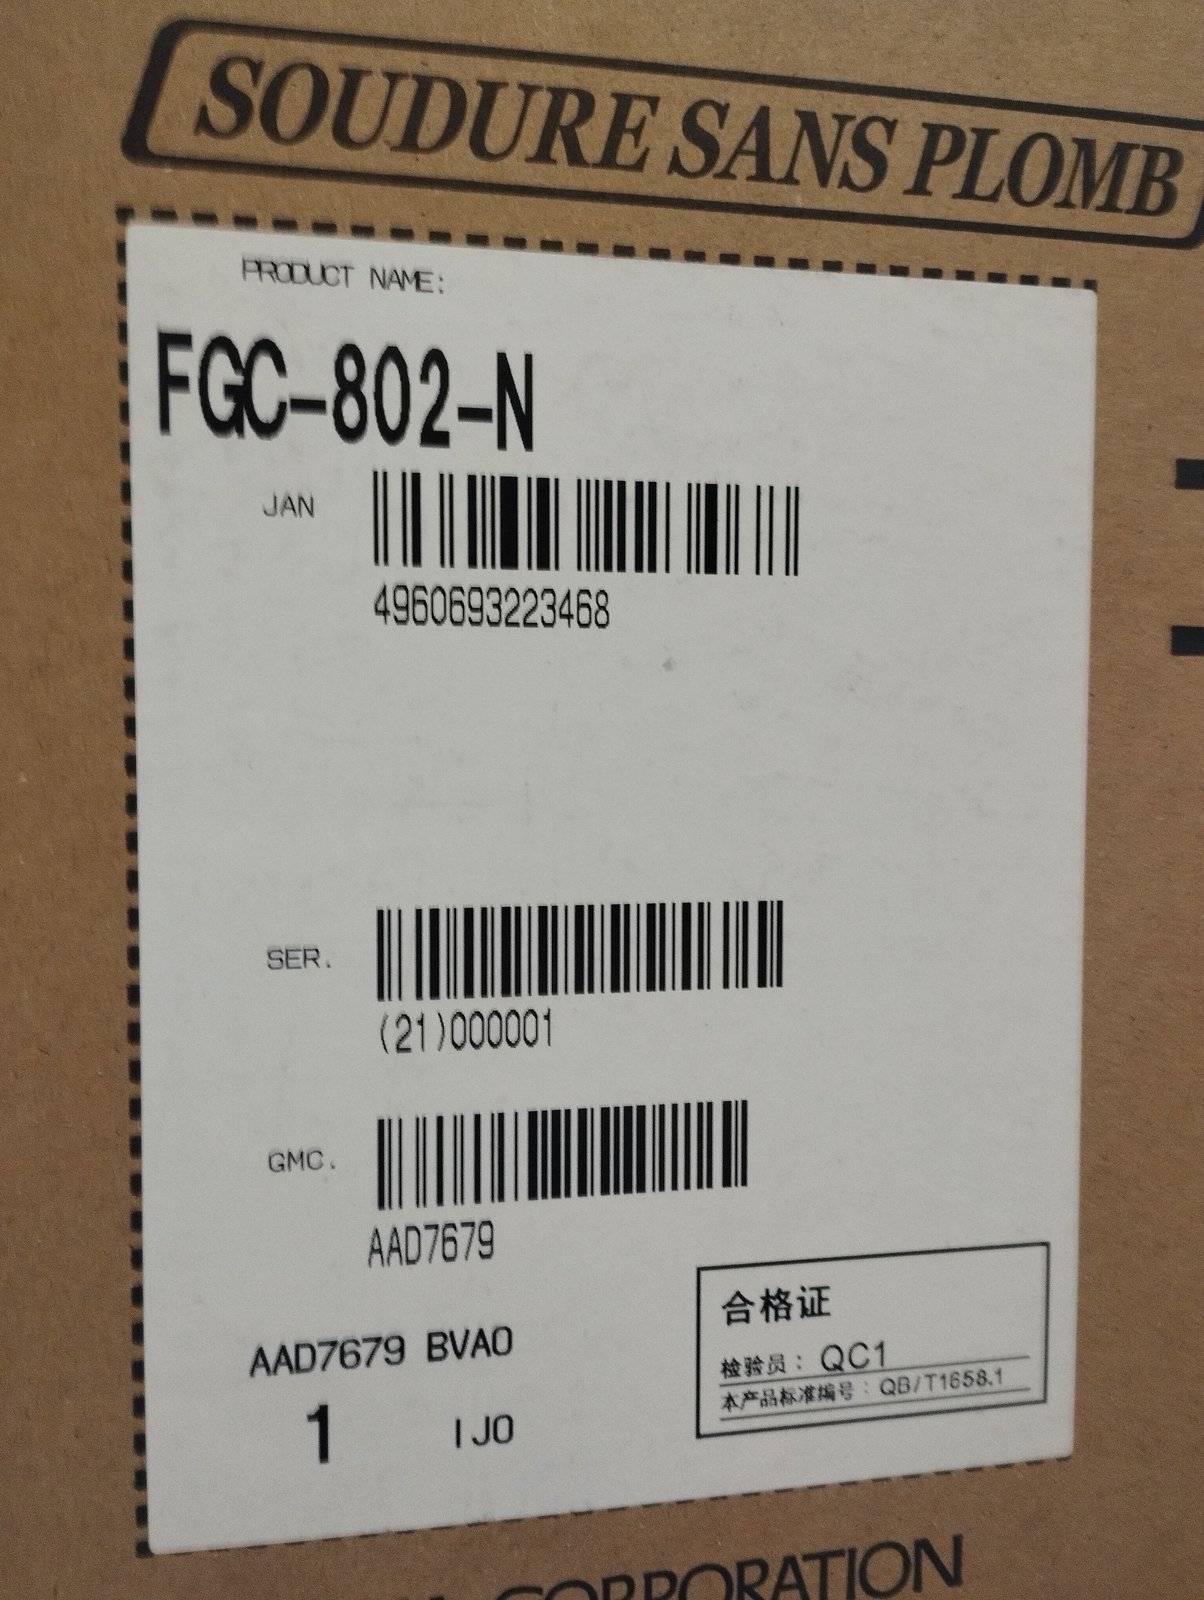 SOUDURE SANS PLOMB
PRODUCT NAME:
FGC-802-N
JAN
4960693223468
SER.
(21)000001
GMC.
AAD7679
AAD7679 BVA0
1 IJ0
合格证
检验员: QC1
本产品标准编号: QB/T1658.1
CORPORATION